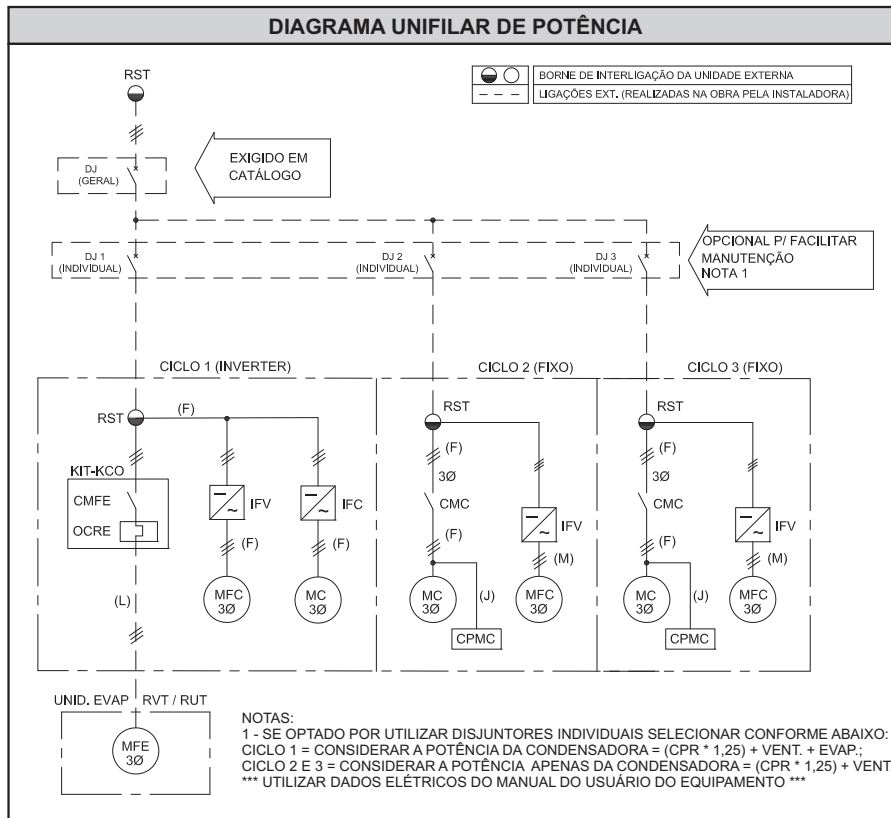 DIAGRAMA UNIFILAR DE POTÊNCIA
RST
BORNE DE INTERLIGAÇÃO DA UNIDADE EXTERNA
LIGAÇÕES EXT. (REALIZADAS NA OBRA PELA INSTALADORA)
DJ
(GERAL)
EXIGIDO EM
CATÁLOGO
DJ 1
(INDIVIDUAL)
DJ 2
(INDIVIDUAL)
DJ 3
(INDIVIDUAL)
OPCIONAL P/ FACILITAR
MANUTENÇÃO
NOTA 1
CICLO 1 (INVERTER)
CICLO 2 (FIXO)
CICLO 3 (FIXO)
RST
(F)
RST
RST
(F)
(F)
KIT-KCO
3Ø
3Ø
CMFE
OCRE
IFV
IFC
CMC
IFV
CMC
IFV
(F)
(F)
(F)
(M)
(F)
(M)
(L)
MFC
3Ø
MC
3Ø
MC
3Ø
(J)
MFC
3Ø
MC
3Ø
(J)
MFC
3Ø
CPMC
CPMC
UNID. EVAP RVT / RUT
MFE
3Ø
NOTAS:
1 - SE OPTADO POR UTILIZAR DISJUNTORES INDIVIDUAIS SELECIONAR CONFORME ABAIXO:
CICLO 1 = CONSIDERAR A POTÊNCIA DA CONDENSADORA = (CPR * 1,25) + VENT. + EVAP.;
CICLO 2 E 3 = CONSIDERAR A POTÊNCIA APENAS DA CONDENSADORA = (CPR * 1,25) + VENT.
*** UTILIZAR DADOS ELÉTRICOS DO MANUAL DO USUÁRIO DO EQUIPAMENTO ***